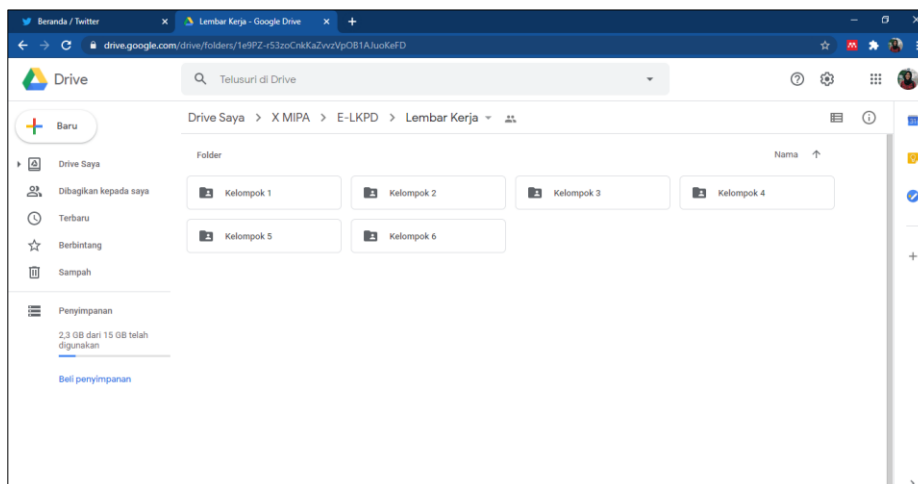 Beranda / Twitter
Lembar Kerja - Google Drive
drive.google.com/drive/folders/1e9PZ-r53zoCnkKaZvvzVpOB1AJuoKeFD
Drive
Telusuri di Drive
Baru
Drive Saya > X MIPA > E-LKPD > Lembar Kerja
Drive Saya
Dibagikan kepada saya
Terbaru
Berbintang
Sampah
Penyimpanan
2,3 GB dari 15 GB telah
digunakan
Beli penyimpanan
Folder
Nama
Kelompok 1
Kelompok 2
Kelompok 3
Kelompok 4
Kelompok 5
Kelompok 6